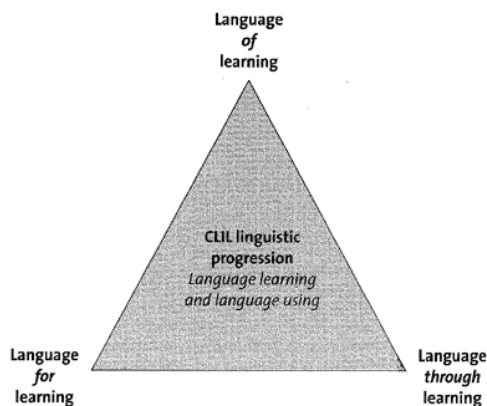 Language
of
learning
CLIL linguistic
progression
Language learning
and language using
Language
for
learning
Language
through
learning